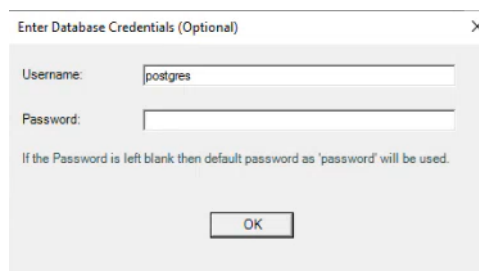 Enter Database Credentials (Optional)
Username: postgres
Password:
If the Password is left blank then default password as 'password' will be used.
OK